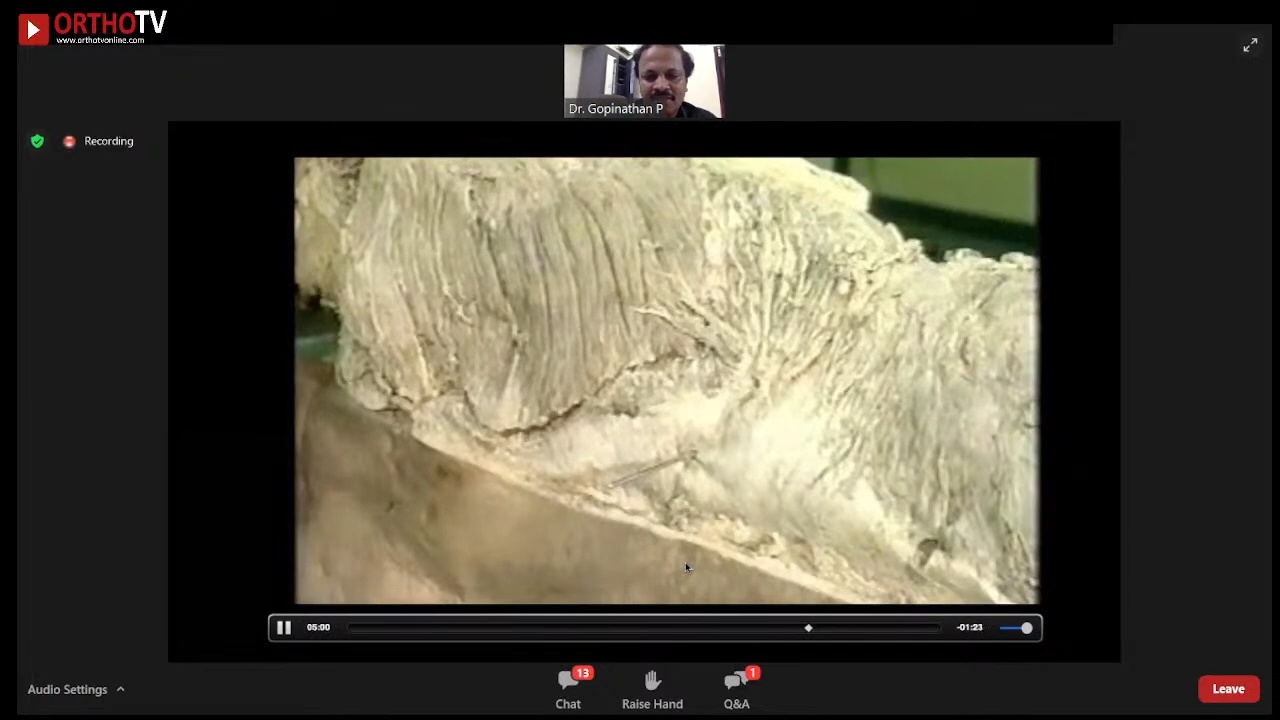 ORTHOTV
www.orthotvonline.com
Dr. Gopinathan P
Recording
05:00
-01:23
13
1
Audio Settings
Chat
Raise Hand
Q&A
Leave